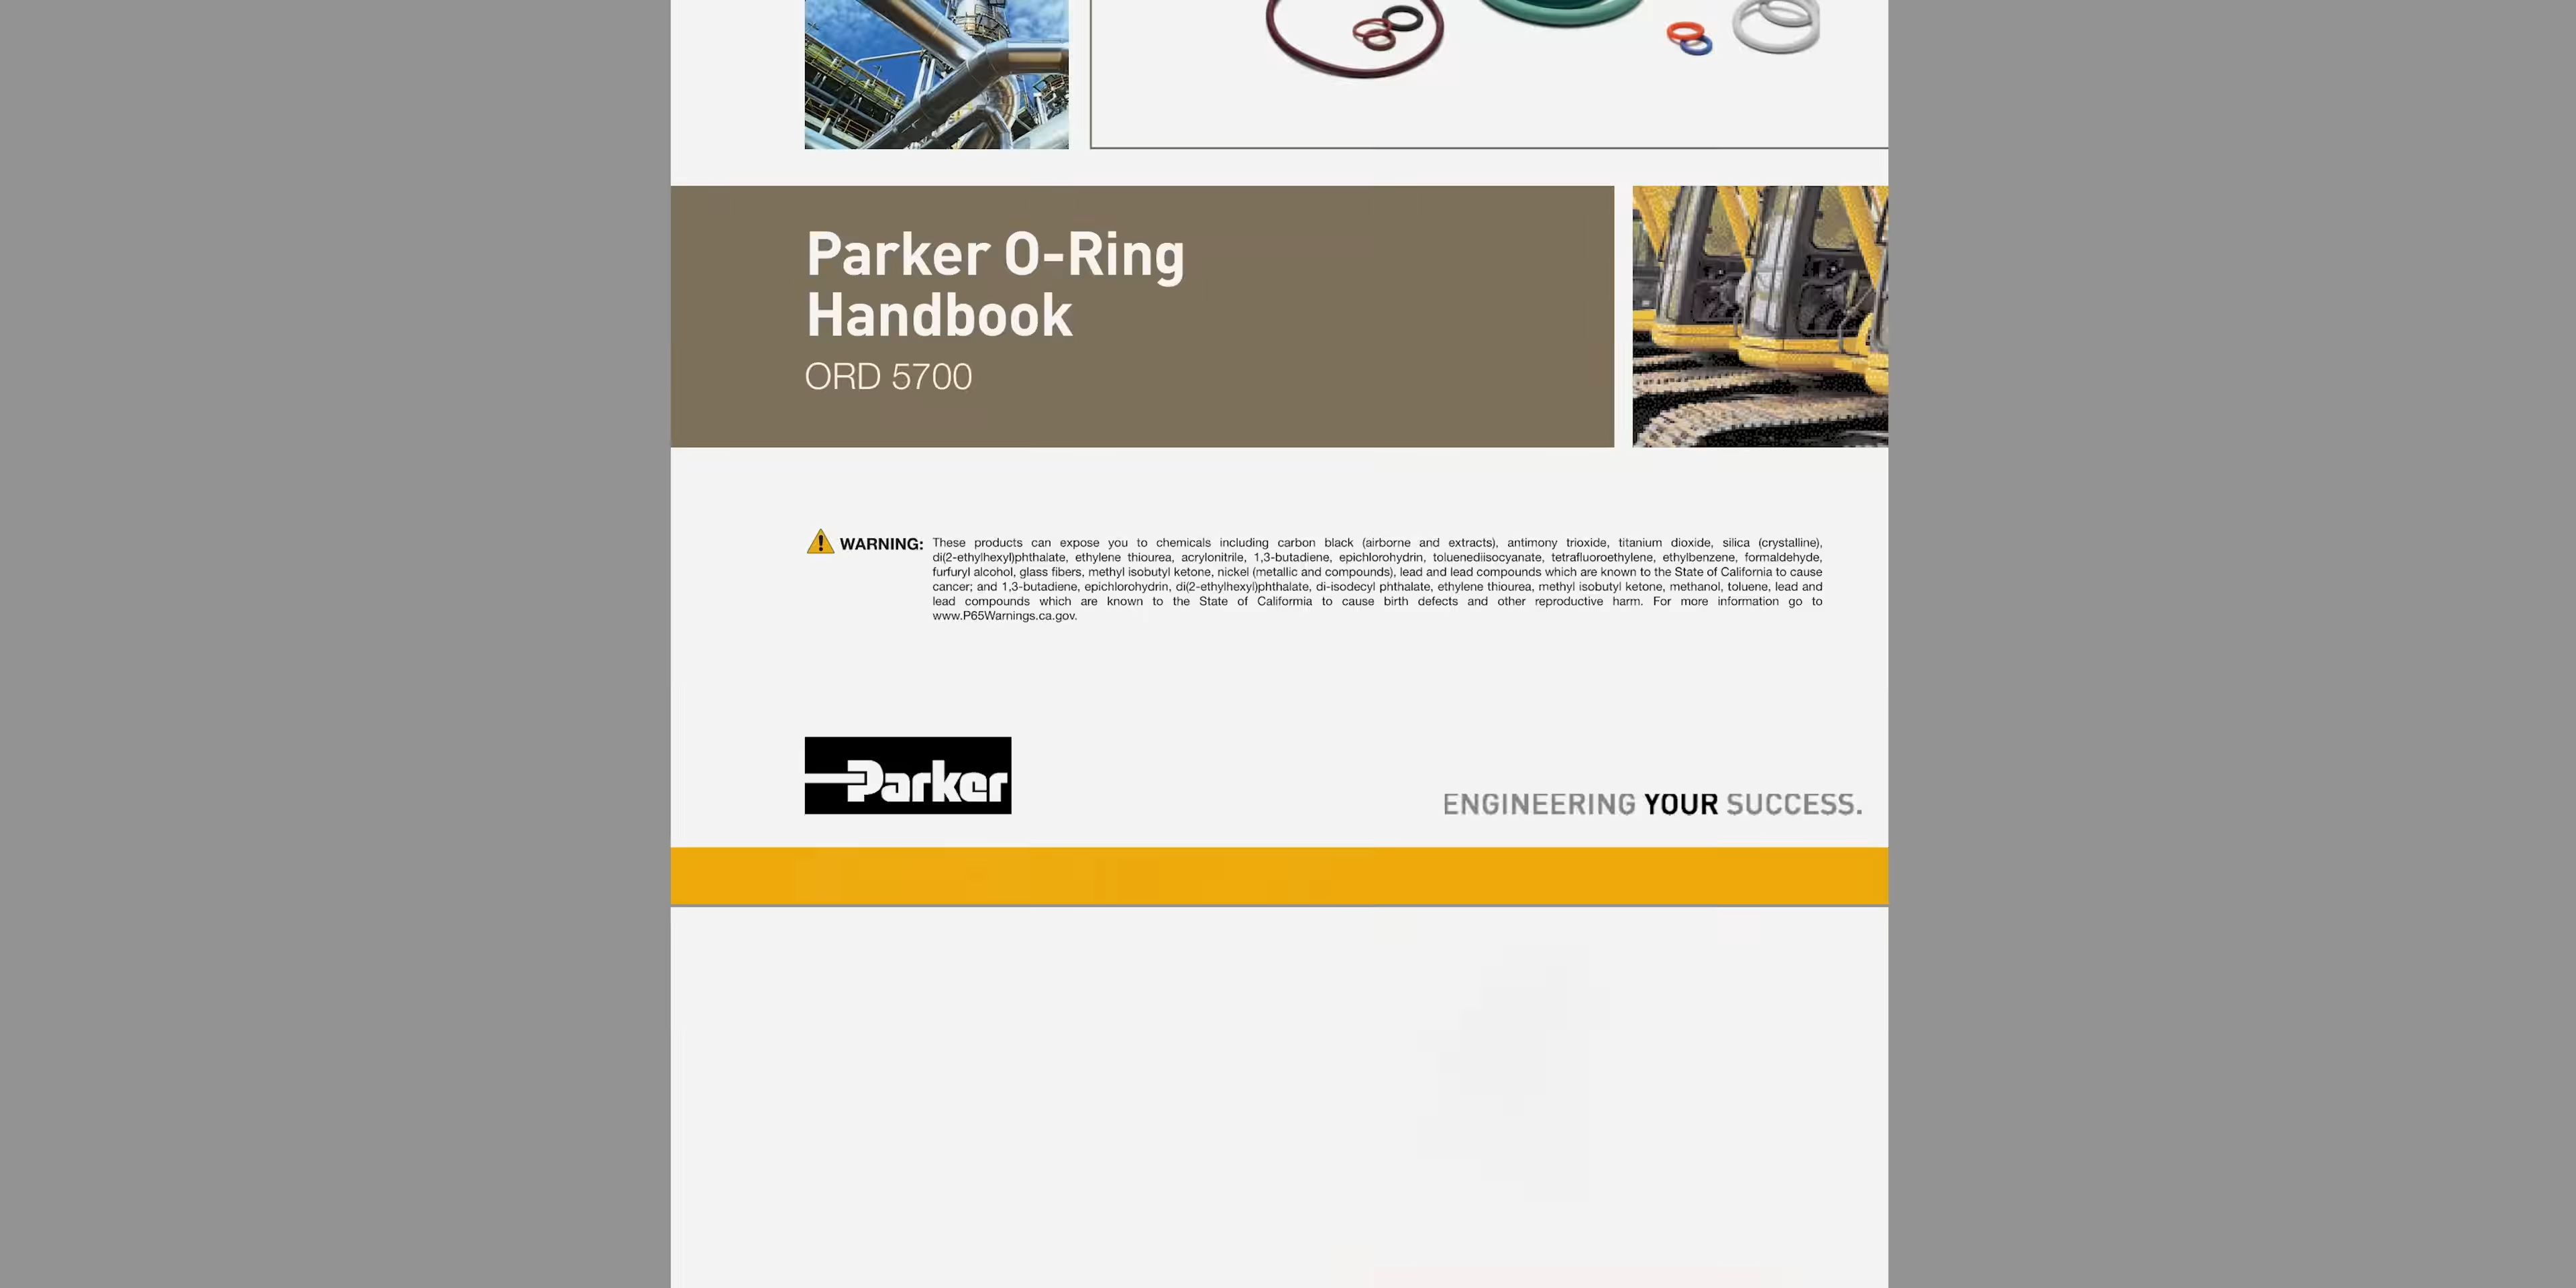 Parker O-Ring
Handbook
ORD 5700
WARNING: These products can expose you to chemicals including carbon black (airborne and extracts), antimony trioxide, titanium dioxide, silica (crystalline),
di(2-ethylhexyl)phthalate, ethylene thiourea, acrylonitrile, 1,3-butadiene, epichlorohydrin, toluenediisocyanate, tetrafluoroethylene, ethylbenzene, formaldehyde,
furfuryl alcohol, glass fibers, methyl isobutyl ketone, nickel (metallic and compounds), lead and lead compounds which are known to the State of California to cause
cancer; and 1,3-butadiene, epichlorohydrin, di(2-ethylhexyl)phthalate, di-isodecyl phthalate, ethylene thiourea, methyl isobutyl ketone, methanol, toluene, lead and
lead compounds which are known to the State of California to cause birth defects and other reproductive harm. For more information go to
www.P65Warnings.ca.gov.
Parker
ENGINEERING YOUR SUCCESS.